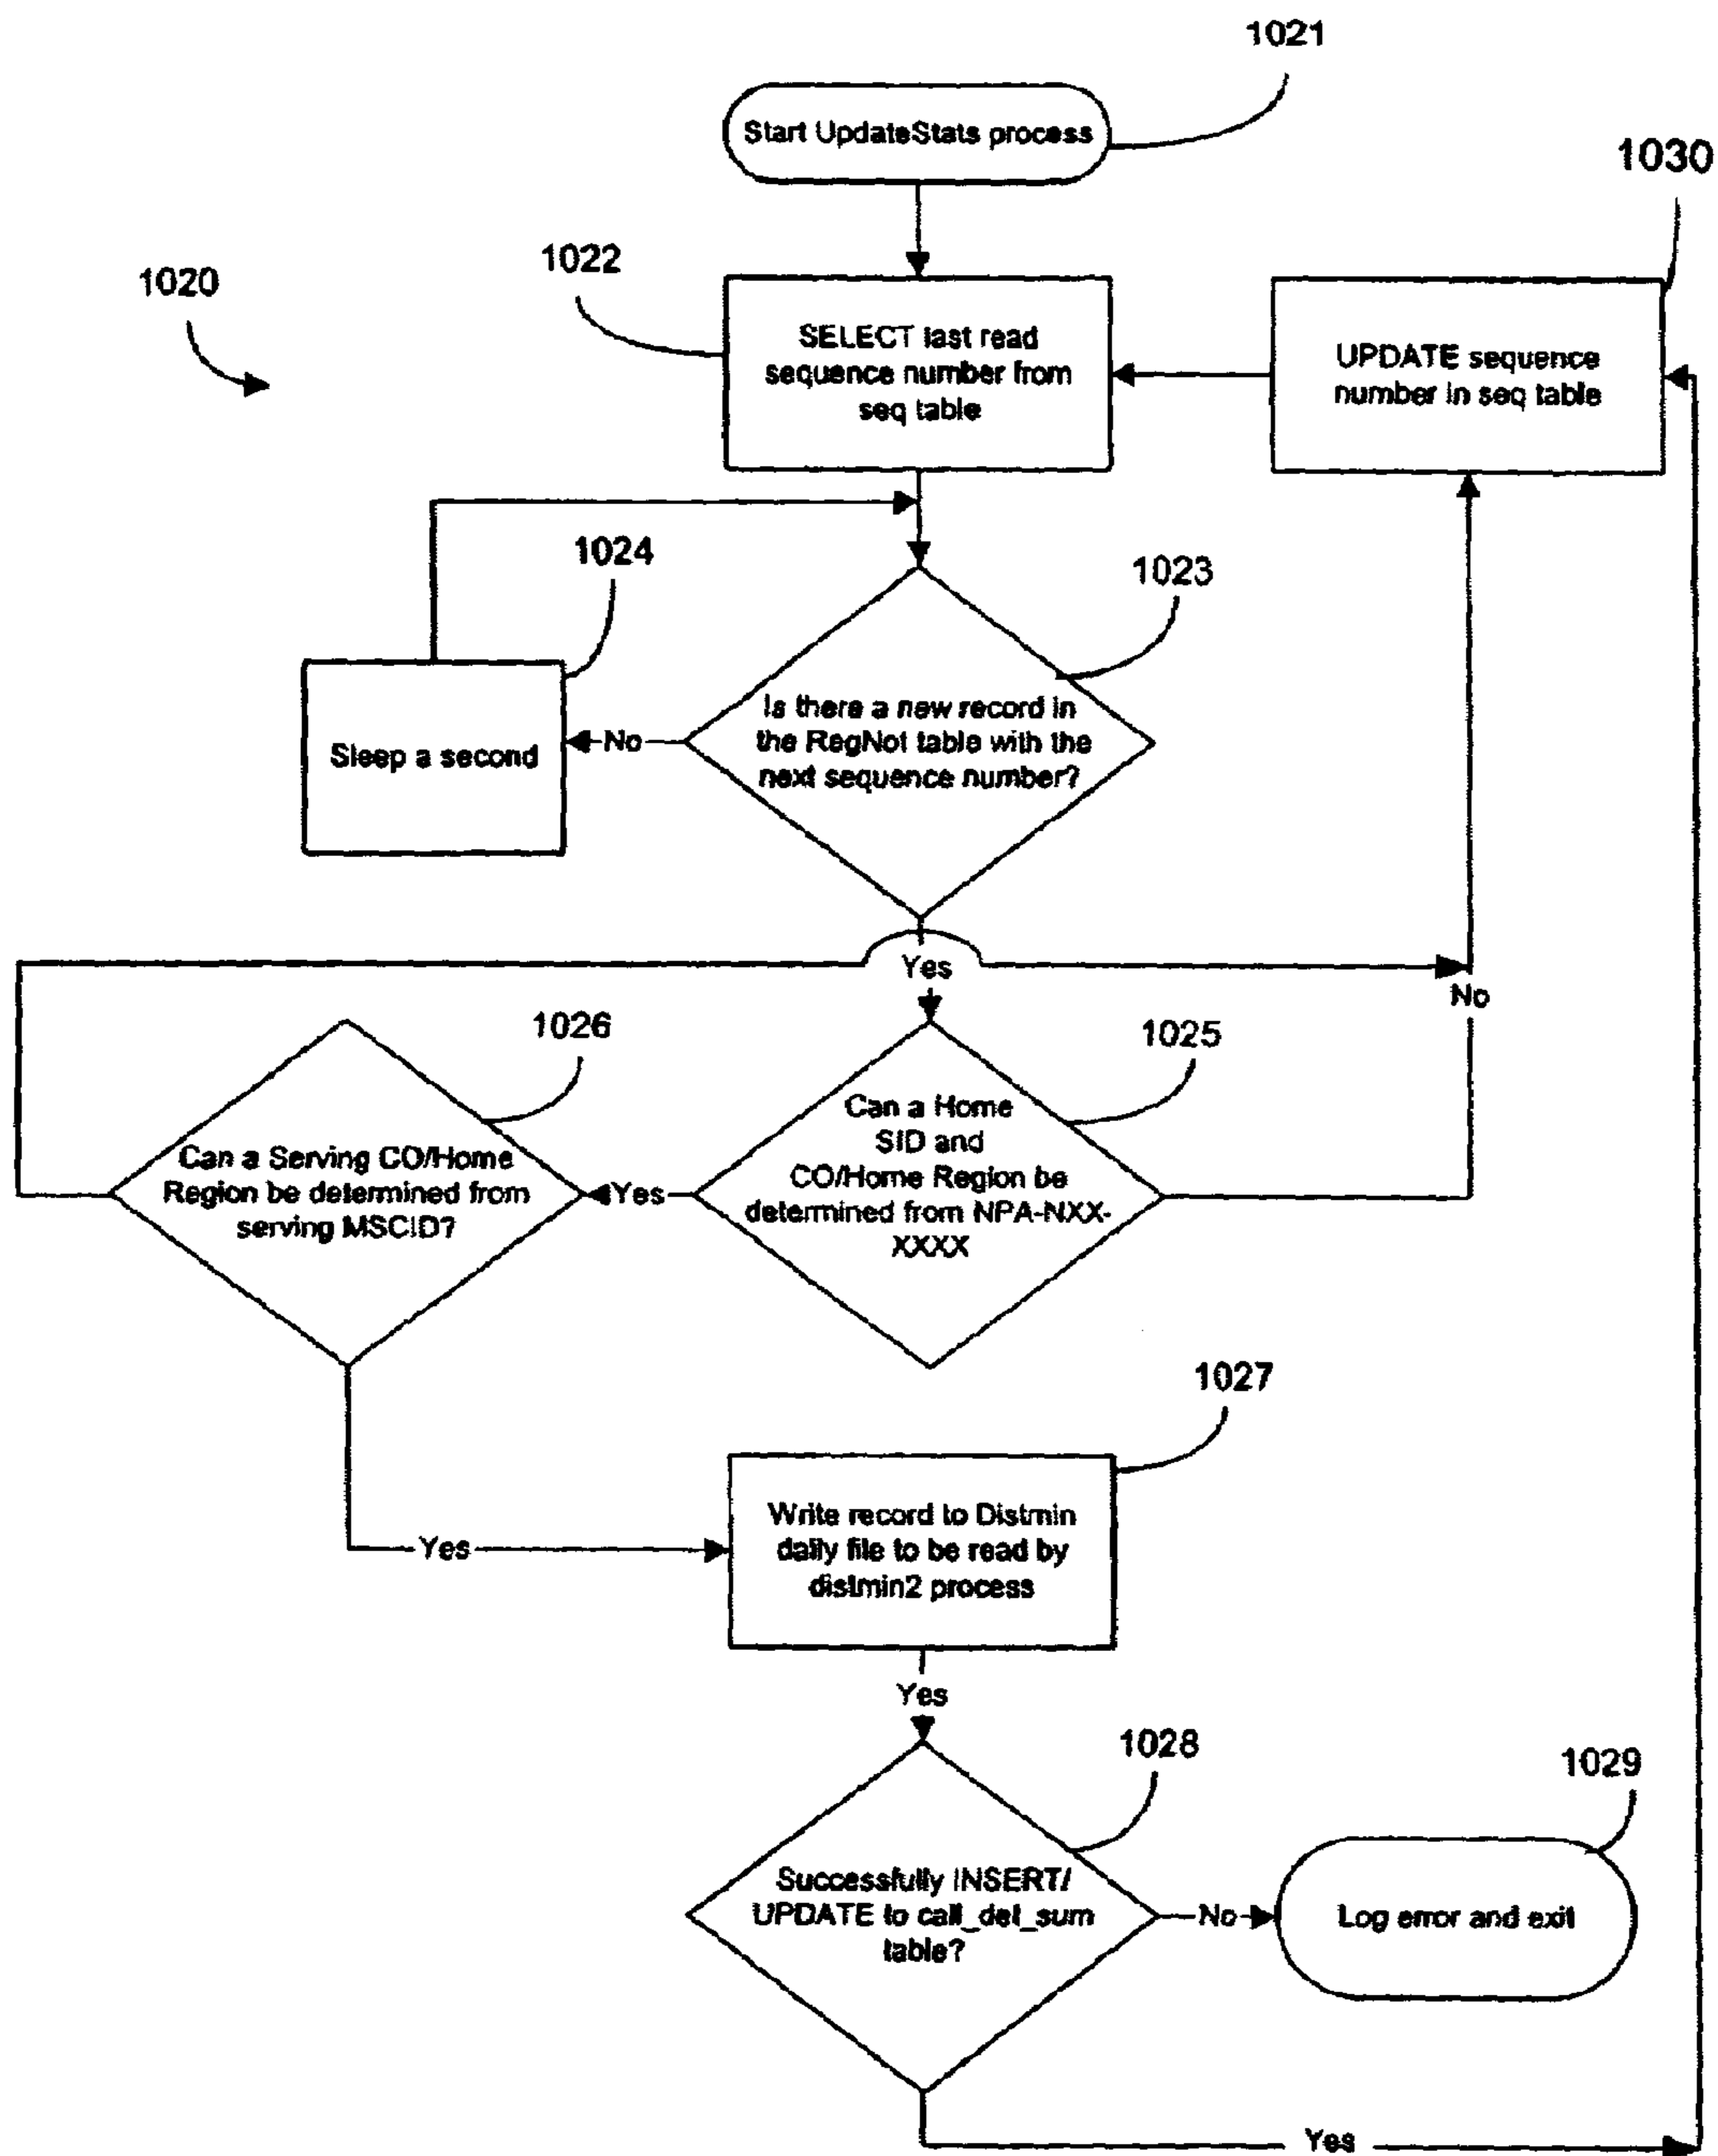 1021
Start UpdateStats process
1030
1022
1020
SELECT last read
sequence number from
seq table
UPDATE sequence
number in seq table
1024
1023
Is there a new record in
the RegNot table with the
next sequence number?
No
Sleep a second
Yes
No
1026
1025
Can a Home
SID and
CO/Home Region be
determined from NPA-NXX-
XXXX
Can a Serving CO/Home
Region be determined from
serving MSCID?
Yes
1027
Write record to Distmin
daily file to be read by
distmin2 process
Yes
Yes
1028
1029
Successfully INSERT/
UPDATE to call_del_sum
table?
No
Log error and exit
Yes